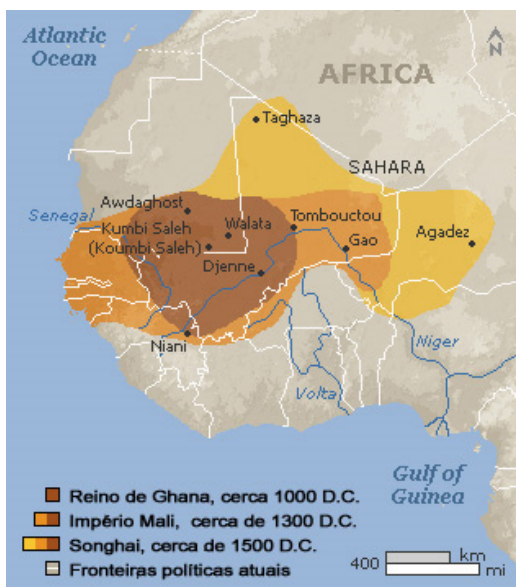 Atlantic
Ocean
N
AFRICA
Taghaza
SAHARA
Awdaghost
Senegal
Kumbi Saleh
(Koumbi Saleh)
Walata
Tombouctou
Gao
Agadez
Djenne
Niani
Niger
Volta
Gulf of
Guinea
Reino de Ghana, cerca 1000 D.C.
Império Mali, cerca de 1300 D.C.
Songhai, cerca de 1500 D.C.
Fronteiras políticas atuais
400 km
mi